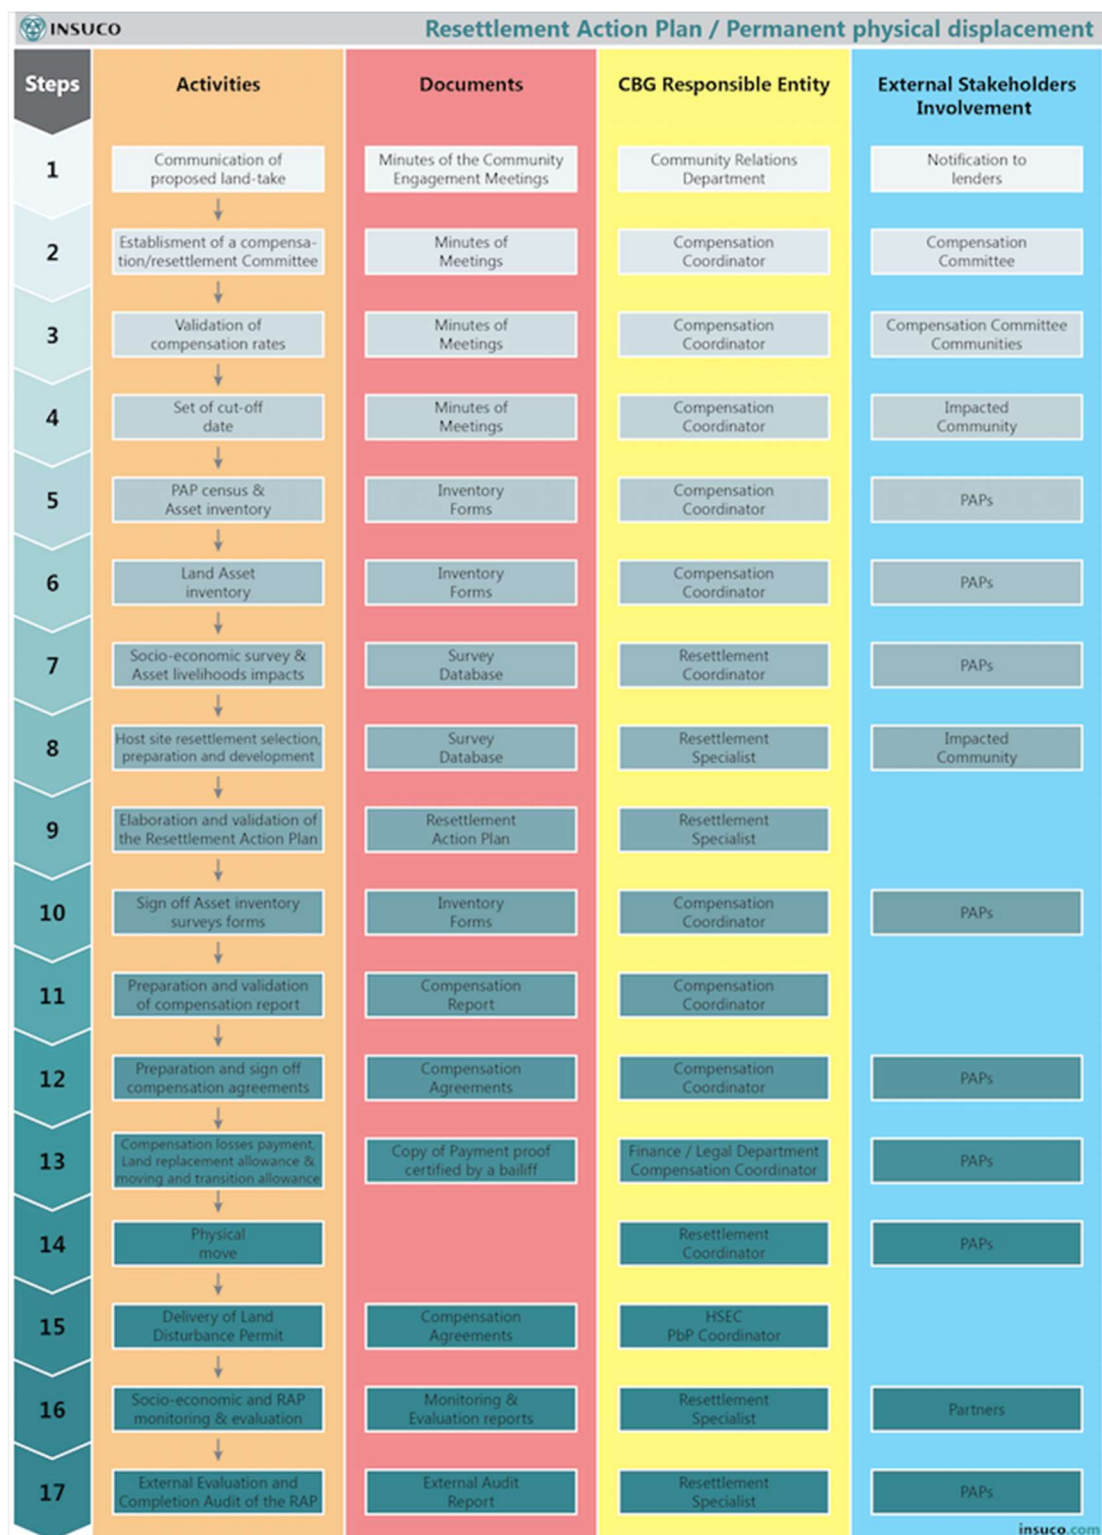 INSUCO
Resettlement Action Plan / Permanent physical displacement
Steps
Activities
Documents
CBG Responsible Entity
External Stakeholders
Involvement
1
Communication of
proposed land-take
Minutes of the Community
Engagement Meetings
Community Relations
Department
Notification to
lenders
2
Establisment of a compensa-
tion/resettlement Committee
Minutes of
Meetings
Compensation
Coordinator
Compensation
Committee
3
Validation of
compensation rates
Minutes of
Meetings
Compensation
Coordinator
Compensation Committee
Communities
4
Set of cut-off
date
Minutes of
Meetings
Compensation
Coordinator
Impacted
Community
5
PAP census &
Asset inventory
Inventory
Forms
Compensation
Coordinator
PAPs
6
Land Asset
inventory
Inventory
Forms
Compensation
Coordinator
PAPs
7
Socio-economic survey &
Asset livelihoods impacts
Survey
Database
Resettlement
Coordinator
PAPs
8
Host site resettlement selection,
preparation and development
Survey
Database
Resettlement
Specialist
Impacted
Community
9
Elaboration and validation of
the Resettlement Action Plan
Resettlement
Action Plan
Resettlement
Specialist
10
Sign off Asset inventory
surveys forms
Inventory
Forms
Compensation
Coordinator
PAPs
11
Preparation and validation
of compensation report
Compensation
Report
Compensation
Coordinator
12
Preparation and sign off
compensation agreements
Compensation
Agreements
Compensation
Coordinator
PAPs
13
Compensation losses payment,
Land replacement allowance &
moving and transition allowance
Copy of Payment proof
certified by a bailiff
Finance / Legal Department
Compensation Coordinator
PAPs
14
Physical
move
Resettlement
Coordinator
PAPs
15
Delivery of Land
Disturbance Permit
Compensation
Agreements
HSEC
PbP Coordinator
16
Socio-economic and RAP
monitoring & evaluation
Monitoring &
Evaluation reports
Resettlement
Specialist
Partners
17
External Evaluation and
Completion Audit of the RAP
External Audit
Report
Resettlement
Specialist
PAPs
insuco.com